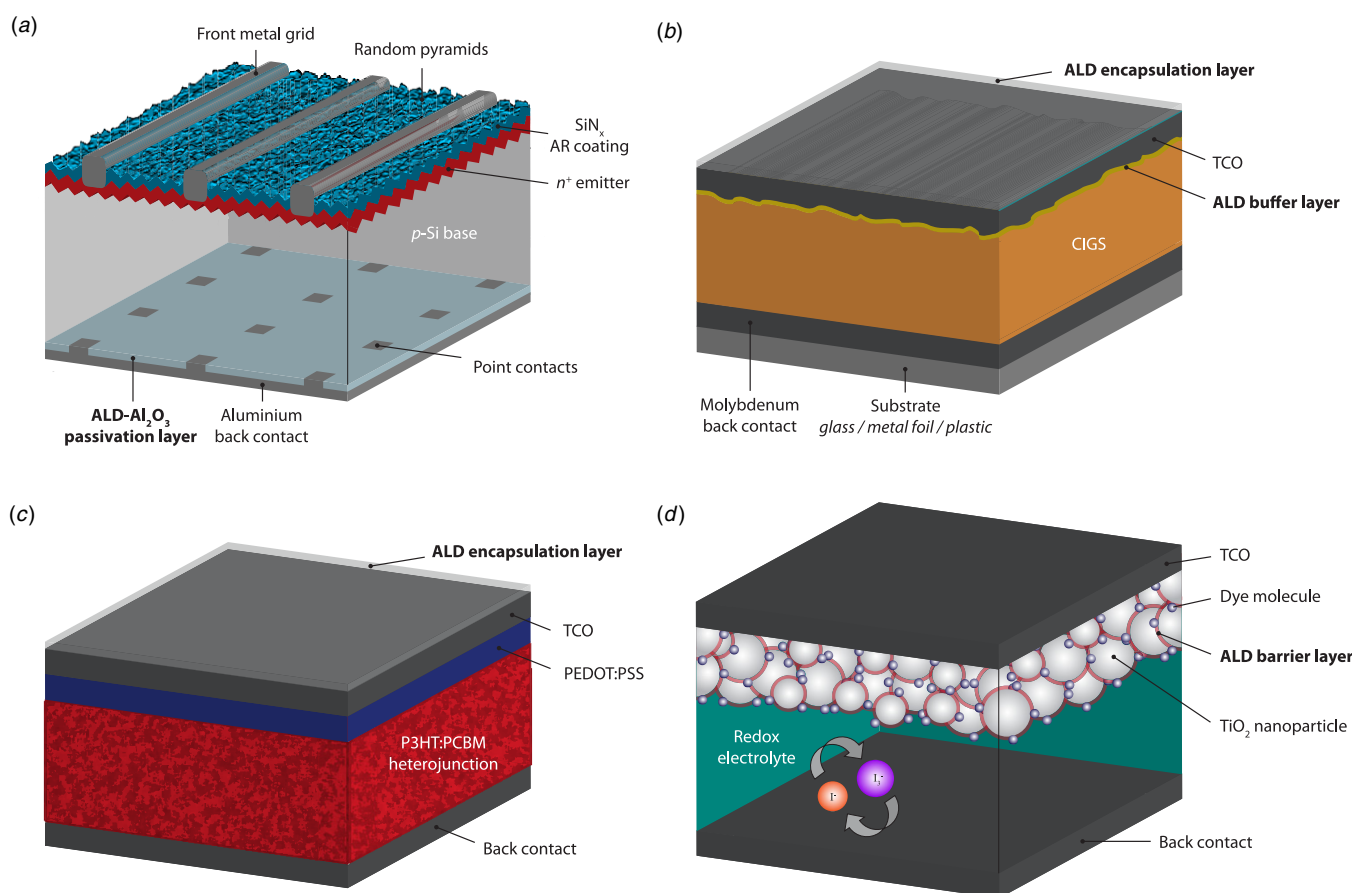 (a)
Front metal grid
Random pyramids
SiNₓ
AR coating
n⁺ emitter
p-Si base
Point contacts
ALD-Al₂O₃
passivation layer
Aluminium
back contact
(b)
ALD encapsulation layer
TCO
ALD buffer layer
CIGS
Molybdenum
back contact
Substrate
glass / metal foil / plastic
(c)
ALD encapsulation layer
TCO
PEDOT:PSS
P3HT:PCBM
heterojunction
Back contact
(d)
TCO
Dye molecule
ALD barrier layer
TiO₂ nanoparticle
Redox
electrolyte
I⁻
I₃⁻
Back contact